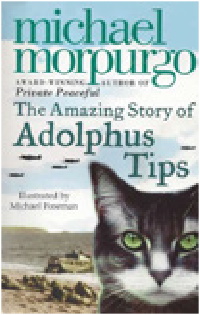 michael
morpurgo
AWARD-WINNING AUTHOR OF
Private Peaceful
The Amazing Story of
Adolphus
Tips
Illustrated by
Michael Foreman